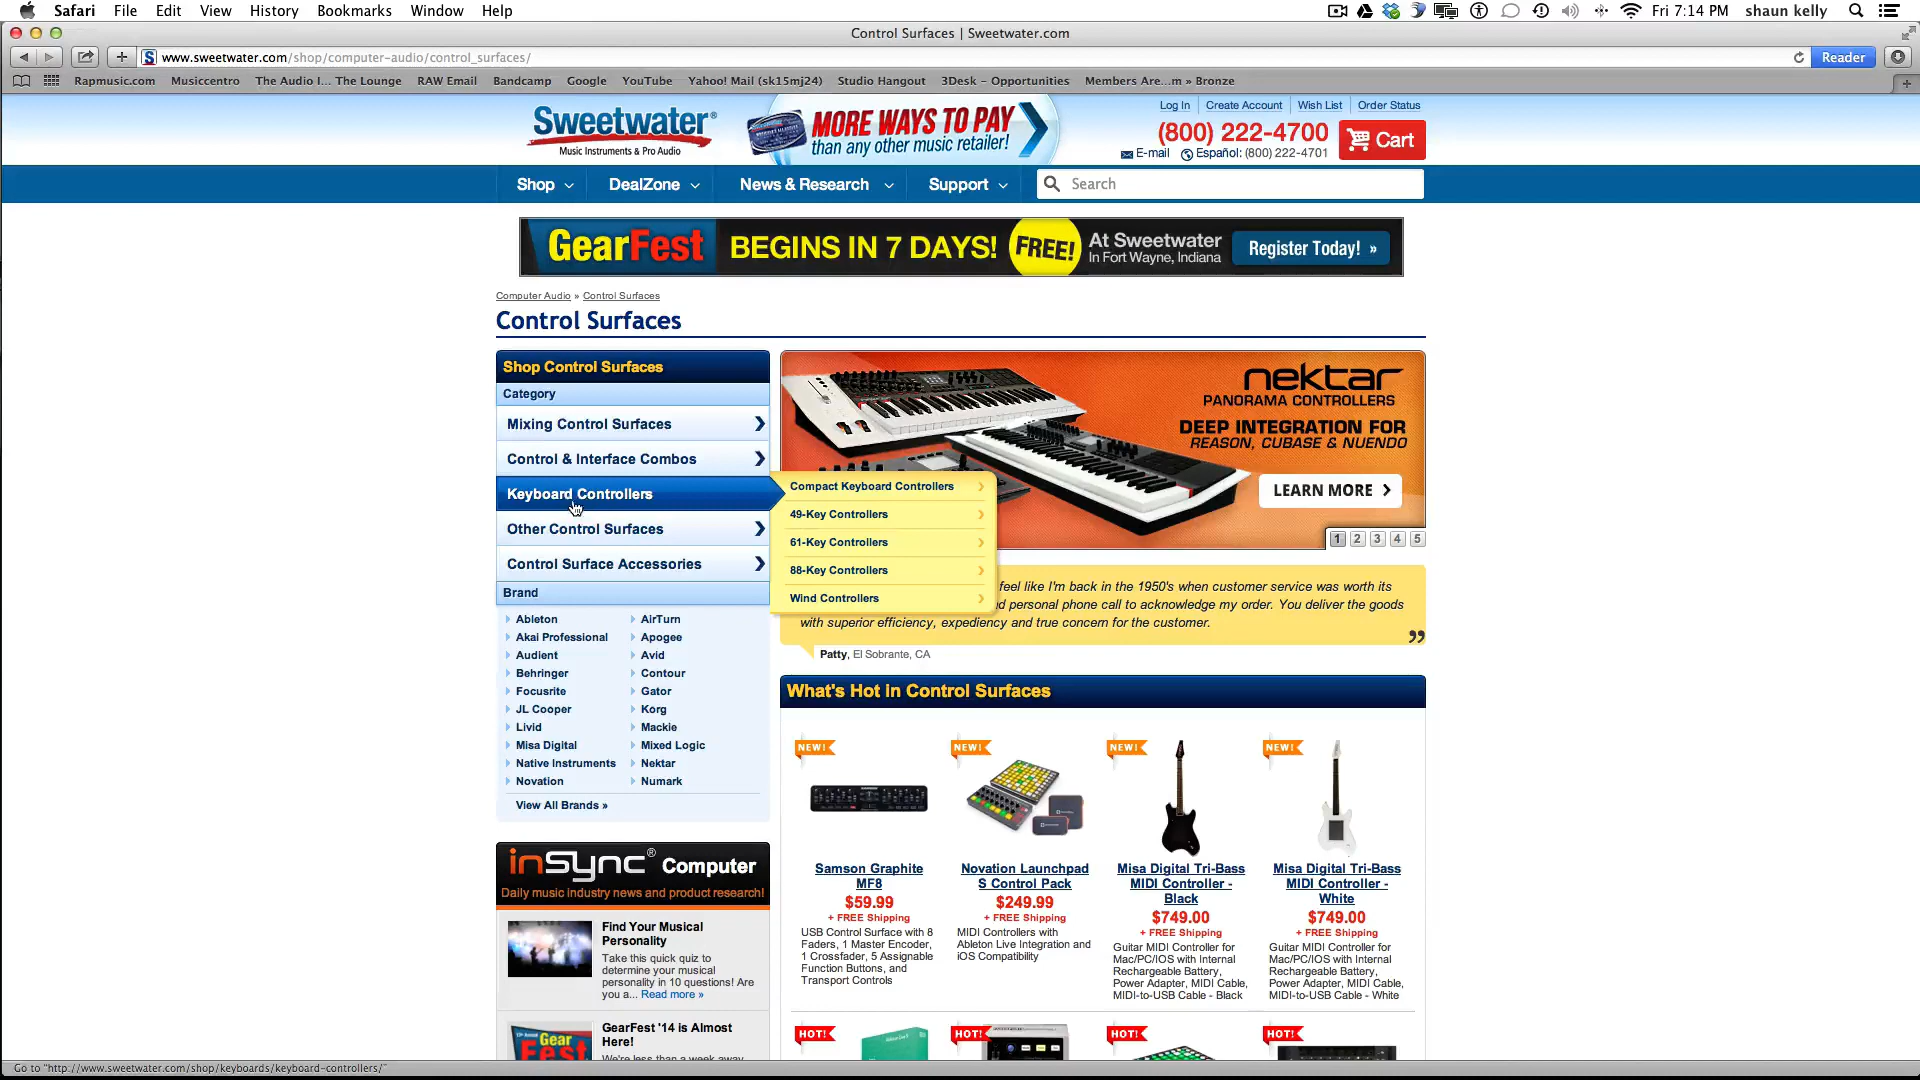 Safari File Edit View History Bookmarks Window Help
Fri 7:14 PM shaun kelly
Control Surfaces | Sweetwater.com
www.sweetwater.com/shop/computer-audio/control_surfaces/
Reader
Rapmusic.com Musiccentro The Audio I... The Lounge RAW Email Bandcamp Google YouTube Yahoo! Mail (sk15mj24) Studio Hangout 3Desk - Opportunities Members Are...m » Bronze
Sweetwater®
Music Instruments & Pro Audio
MORE WAYS TO PAY
than any other music retailer!
Log In Create Account Wish List Order Status
(800) 222-4700
Cart
E-mail Español: (800) 222-4701
Shop DealZone News & Research Support Search
GearFest BEGINS IN 7 DAYS! FREE! At Sweetwater
In Fort Wayne, Indiana
Register Today! »
Computer Audio » Control Surfaces
Control Surfaces
Shop Control Surfaces
Category
Mixing Control Surfaces
Control & Interface Combos
Keyboard Controllers
Other Control Surfaces
Control Surface Accessories
Compact Keyboard Controllers
49-Key Controllers
61-Key Controllers
88-Key Controllers
Wind Controllers
nektar
PANORAMA CONTROLLERS
DEEP INTEGRATION FOR
REASON, CUBASE & NUENDO
LEARN MORE
1 2 3 4 5
Brand
Ableton AirTurn
Akai Professional Apogee
Audient Avid
Behringer Contour
Focusrite Gator
JL Cooper Korg
Livid Mackie
Misa Digital Mixed Logic
Native Instruments Nektar
Novation Numark
View All Brands »
feel like I'm back in the 1950's when customer service was worth its
d personal phone call to acknowledge my order. You deliver the goods
with superior efficiency, expediency and true concern for the customer.
”
Patty, El Sobrante, CA
What's Hot in Control Surfaces
NEW! NEW! NEW! NEW!
Samson Graphite
MF8
$59.99
+ FREE Shipping
USB Control Surface with 8
Faders, 1 Master Encoder,
1 Crossfader, 5 Assignable
Function Buttons, and
Transport Controls
Novation Launchpad
S Control Pack
$249.99
+ FREE Shipping
MIDI Controllers with
Ableton Live Integration and
iOS Compatibility
Misa Digital Tri-Bass
MIDI Controller -
Black
$749.00
+ FREE Shipping
Guitar MIDI Controller for
Mac/PC/IOS with Internal
Rechargeable Battery,
Power Adapter, MIDI Cable,
MIDI-to-USB Cable - Black
Misa Digital Tri-Bass
MIDI Controller -
White
$749.00
+ FREE Shipping
Guitar MIDI Controller for
Mac/PC/IOS with Internal
Rechargeable Battery,
Power Adapter, MIDI Cable,
MIDI-to-USB Cable - White
HOT! HOT! HOT! HOT!
inSync® Computer
Daily music industry news and product research!
Find Your Musical
Personality
Take this quick quiz to
determine your musical
personality in 10 questions! Are
you a... Read more »
GearFest '14 is Almost
Here!
We're less than a week away
Gear
Fest
Go to "http://www.sweetwater.com/shop/keyboards/keyboard-controllers/"